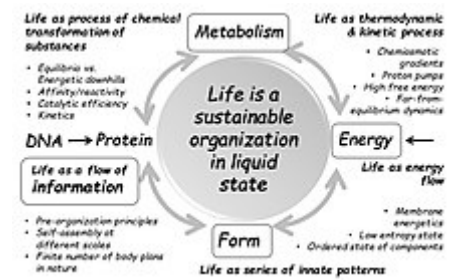 Life as process of chemical
transformation of
substances
• Equilibria vs.
Energetic downhills
• Affinity/reactivity
• Catalytic efficiency
• Kinetics
Metabolism
Life as thermodynamic
& kinetic process
• Chemiosmotic
gradients
• Proton pumps
• High free energy
• Far-from-
equilibrium dynamics
Life is a
sustainable
organization
in liquid
state
DNA → Protein
Energy ←
Life as a flow of
information
Life as energy
flow
• Pre-organization principles
• Self-assembly at
different scales
• Finite number of body plans
in nature
Form
• Membrane
energetics
• Low entropy state
• Ordered state of components
Life as series of innate patterns